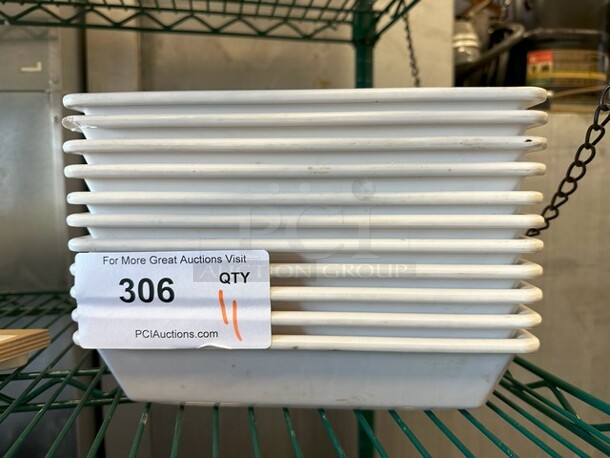 For More Great Auctions Visit
306
QTY
11
PCIAuctions.com
PCI
AUCTION GROUP